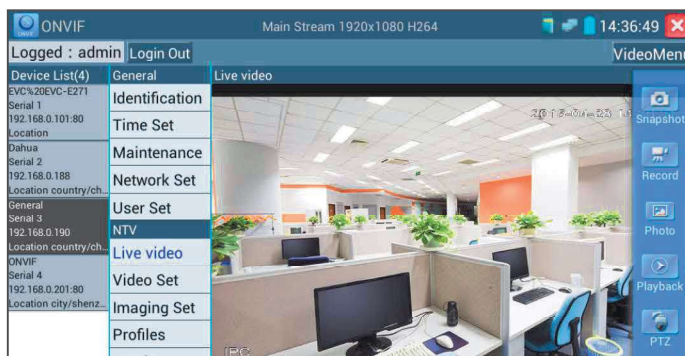 ONVIF
Main Stream 1920x1080 H264
14:36:49
Logged : admin
Login Out
VideoMenu
Device List(4)
EVC%20EVC-E271
Serial 1
192.168.0.101:80
Location
Dahua
Serial 2
192.168.0.188
Location country/ch...
General
Serial 3
192.168.0.190
Location country/ch...
ONVIF
Serial 4
192.168.0.201:80
Location city/shenz...
General
Identification
Time Set
Maintenance
Network Set
User Set
NTV
Live video
Video Set
Imaging Set
Profiles
Live video
IPC
Snapshot
Record
Photo
Playback
PTZ